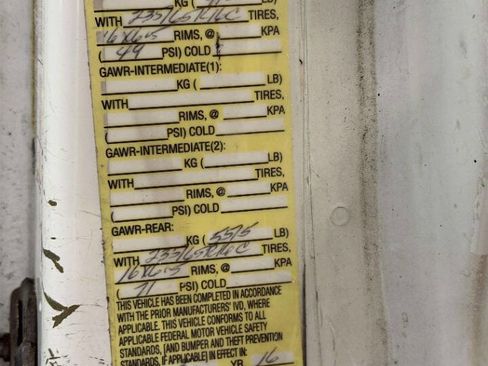 KG ( LB)
WITH 235/65R16C TIRES,
16X6.5 RIMS, @ KPA
( 49 PSI) COLD
GAWR-INTERMEDIATE(1):
KG ( LB)
WITH TIRES,
RIMS, @ KPA
( PSI) COLD
GAWR-INTERMEDIATE(2):
KG ( LB)
WITH TIRES,
RIMS, @ KPA
( PSI) COLD
GAWR-REAR:
KG ( 5515 LB)
WITH 235/65R16C TIRES,
16X6.5 RIMS, @ KPA
( 71 PSI) COLD
THIS VEHICLE HAS BEEN COMPLETED IN ACCORDANCE
WITH THE PRIOR MANUFACTURERS' IVD, WHERE
APPLICABLE. THIS VEHICLE CONFORMS TO ALL
APPLICABLE FEDERAL MOTOR VEHICLE SAFETY
STANDARDS, [AND BUMPER AND THEFT PREVENTION
STANDARDS, IF APPLICABLE] IN EFFECT IN:
YR 16